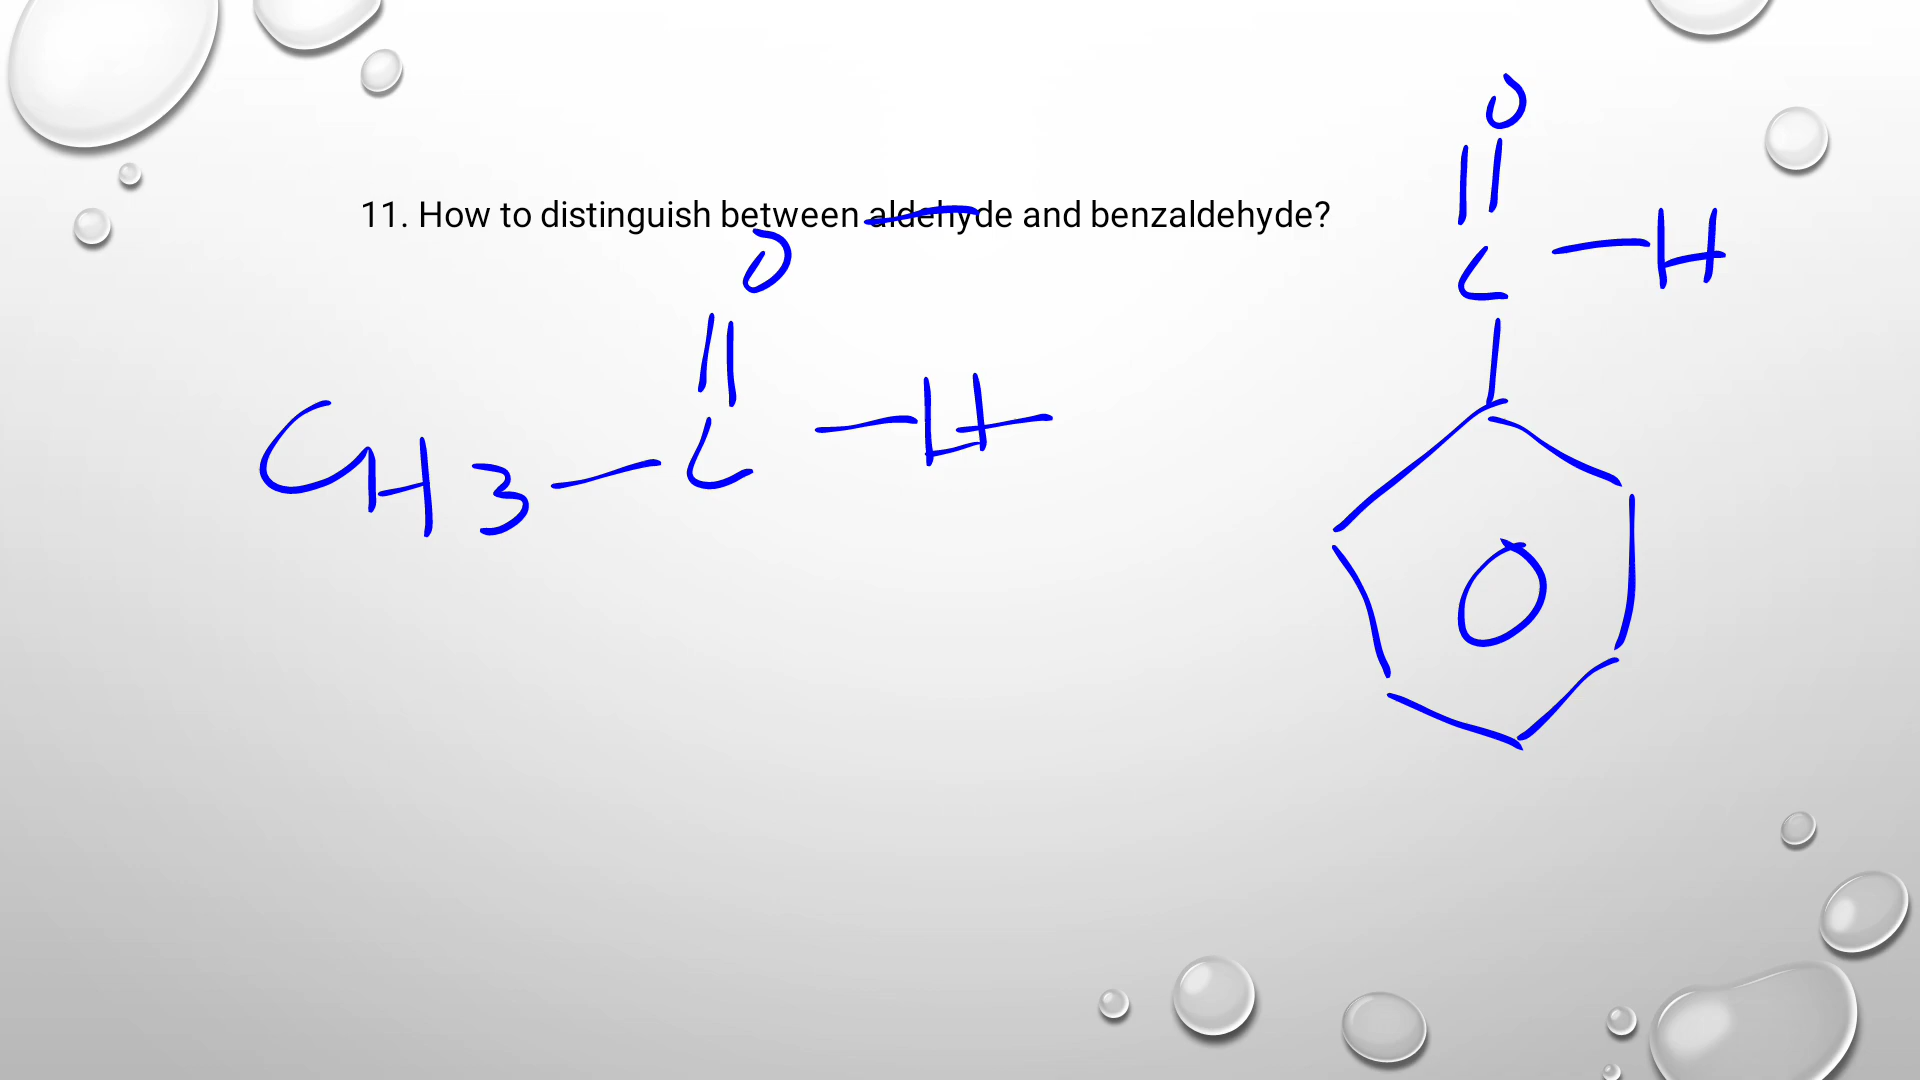 11. How to distinguish between aldehyde and benzaldehyde?
O
||
CH3—C—H
O
||
C—H